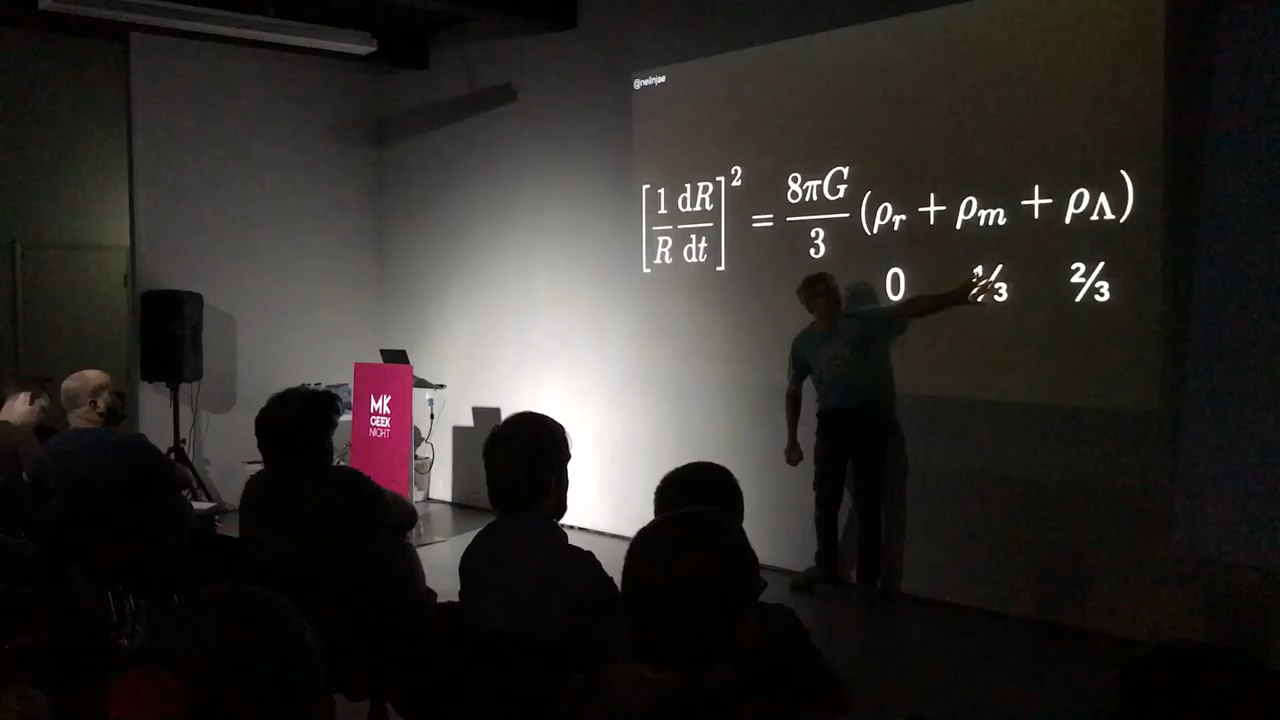 @neilnjae
[1/R dR/dt]² = 8πG/3 (ρr + ρm + ρΛ)
0 ⅓ ⅔
MK
GEEK
NIGHT